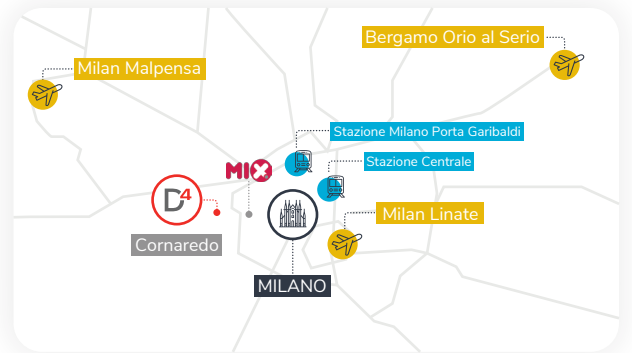 Bergamo Orio al Serio
Milan Malpensa
Stazione Milano Porta Garibaldi
Stazione Centrale
MIX
D4
Milan Linate
Cornaredo
MILANO